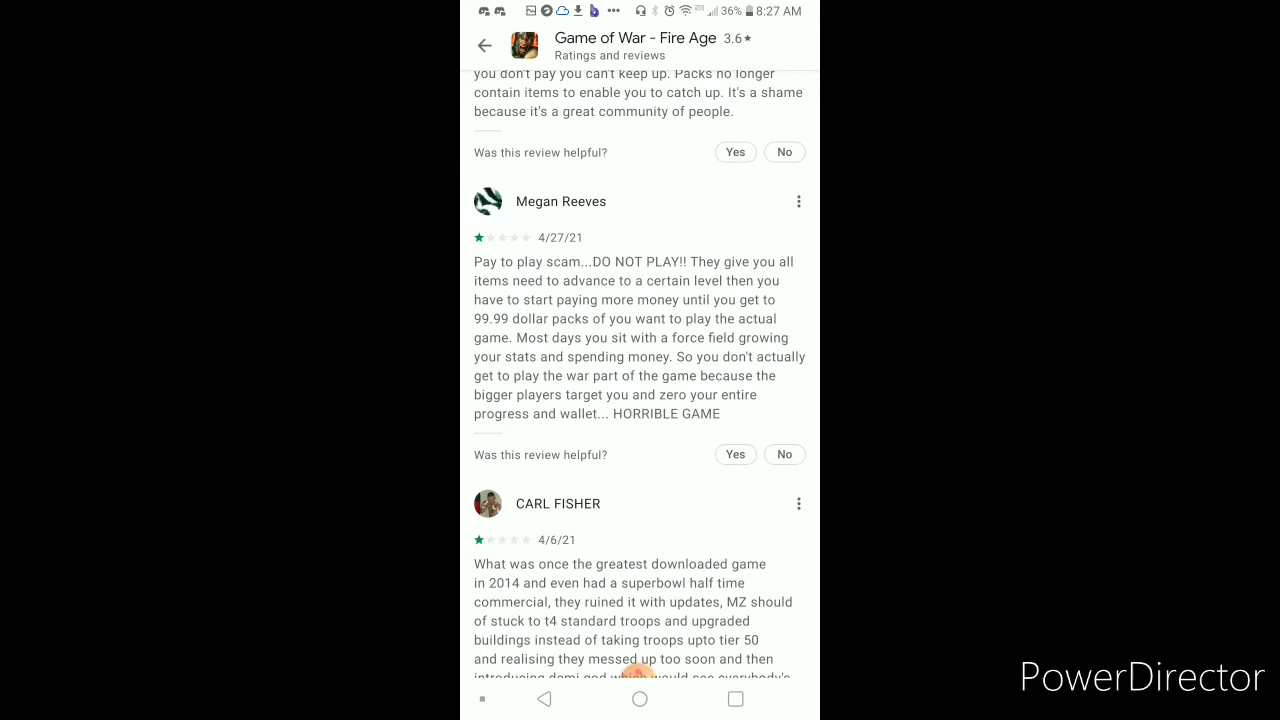 36% 8:27 AM
Game of War - Fire Age 3.6★
Ratings and reviews
you don't pay you can't keep up. Packs no longer
contain items to enable you to catch up. It's a shame
because it's a great community of people.
Was this review helpful? Yes No
Megan Reeves
4/27/21
Pay to play scam...DO NOT PLAY!! They give you all
items need to advance to a certain level then you
have to start paying more money until you get to
99.99 dollar packs of you want to play the actual
game. Most days you sit with a force field growing
your stats and spending money. So you don't actually
get to play the war part of the game because the
bigger players target you and zero your entire
progress and wallet... HORRIBLE GAME
Was this review helpful? Yes No
CARL FISHER
4/6/21
What was once the greatest downloaded game
in 2014 and even had a superbowl half time
commercial, they ruined it with updates, MZ should
of stuck to t4 standard troops and upgraded
buildings instead of taking troops upto tier 50
and realising they messed up too soon and then
introducing demi god which would see everybody's
PowerDirector